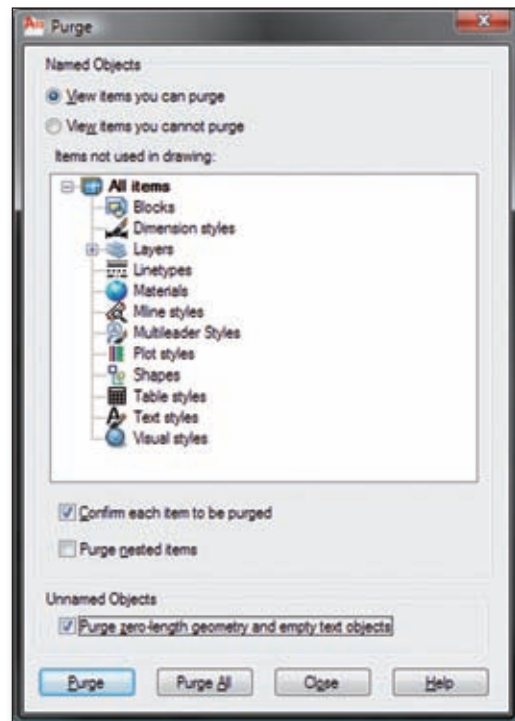 Purge
Named Objects
View items you can purge
View items you cannot purge
Items not used in drawing:
All items
Blocks
Dimension styles
Layers
Linetypes
Materials
Mline styles
Multileader Styles
Plot styles
Shapes
Table styles
Text styles
Visual styles
Confirm each item to be purged
Purge nested items
Unnamed Objects
Purge zero-length geometry and empty text objects
Purge Purge All Close Help